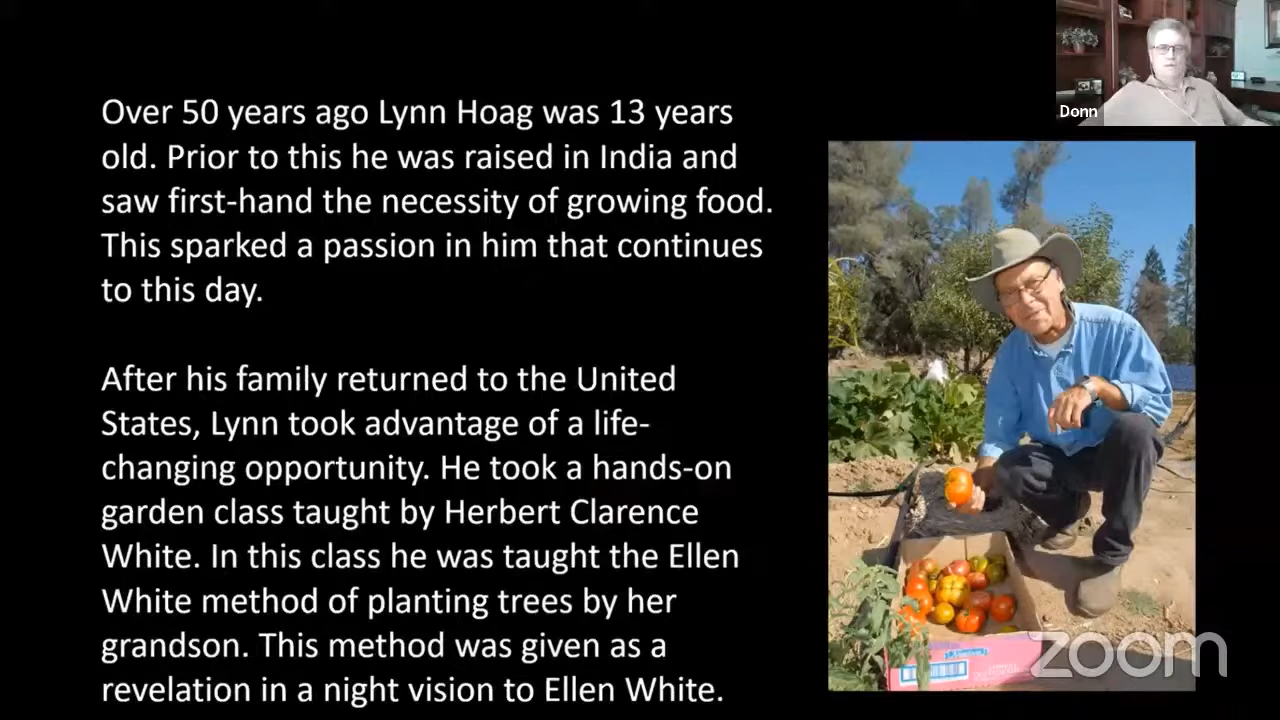 Donn
Over 50 years ago Lynn Hoag was 13 years
old. Prior to this he was raised in India and
saw first-hand the necessity of growing food.
This sparked a passion in him that continues
to this day.
After his family returned to the United
States, Lynn took advantage of a life-
changing opportunity. He took a hands-on
garden class taught by Herbert Clarence
White. In this class he was taught the Ellen
White method of planting trees by her
grandson. This method was given as a
revelation in a night vision to Ellen White.
zoom